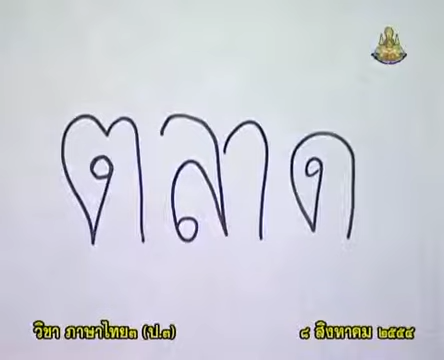 ตลาด
วิชา ภาษาไทย๓ (ป.๓)
๘ สิงหาคม ๒๕๕๔